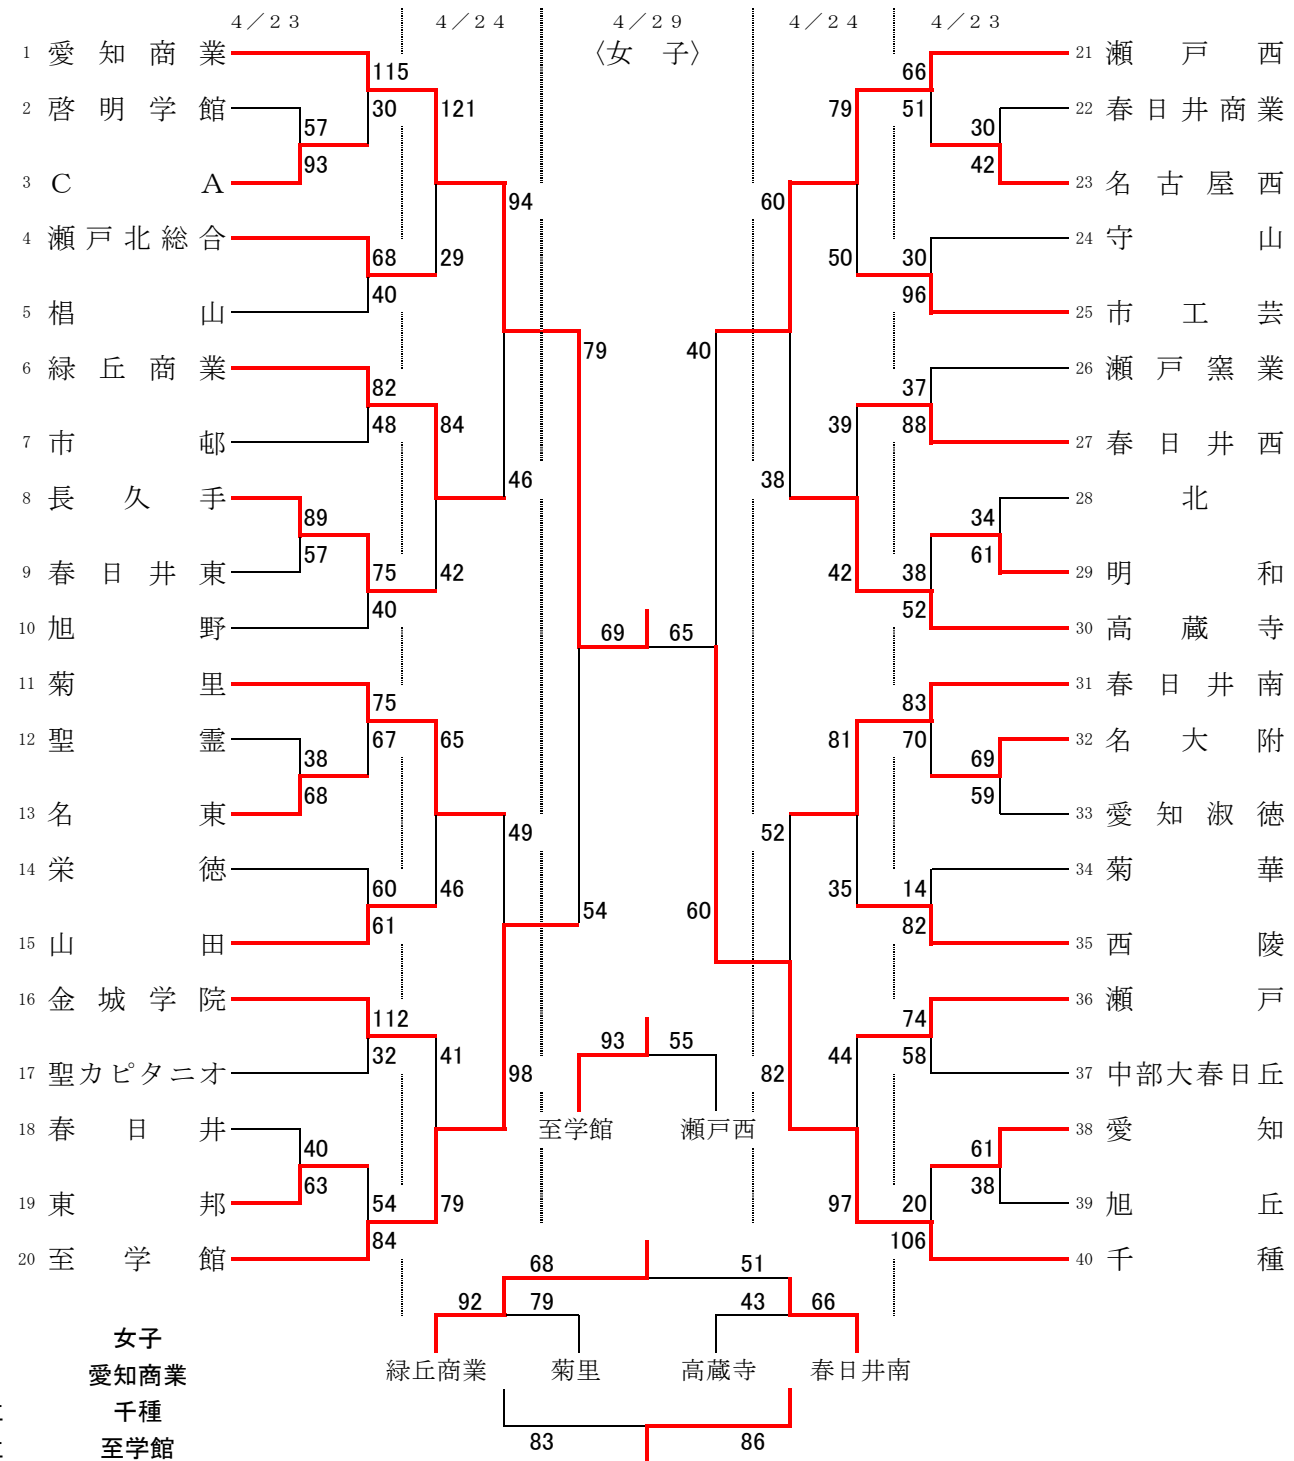 4／23 4／24 4／29 4／24 4／23
〈女 子〉
1 愛知商業
2 啓明学館
3 CA
4 瀬戸北総合
5 椙山
6 緑丘商業
7 市邨
8 長久手
9 春日井東
10 旭野
11 菊里
12 聖霊
13 名東
14 栄徳
15 山田
16 金城学院
17 聖カピタニオ
18 春日井
19 東邦
20 至学館
115
30
57
93
68
40
82
48
89
57
75
40
75
67
38
68
60
61
112
32
40
63
54
84
121
29
84
42
65
46
41
79
94
46
49
98
79
54
69 65
40
60
60
38
52
82
79
50
39
42
81
35
44
97
66
51
30
42
30
96
37
88
34
61
38
52
83
70
69
59
14
82
74
58
61
38
20
106
21 瀬戸西
22 春日井商業
23 名古屋西
24 守山
25 市工芸
26 瀬戸窯業
27 春日井西
28 北
29 明和
30 高蔵寺
31 春日井南
32 名大附
33 愛知淑徳
34 菊華
35 西陵
36 瀬戸
37 中部大春日丘
38 愛知
39 旭丘
40 千種
93 55
至学館 瀬戸西
68 51
92 79 43 66
緑丘商業 菊里 高蔵寺 春日井南
83 86
女子
愛知商業
千種
至学館